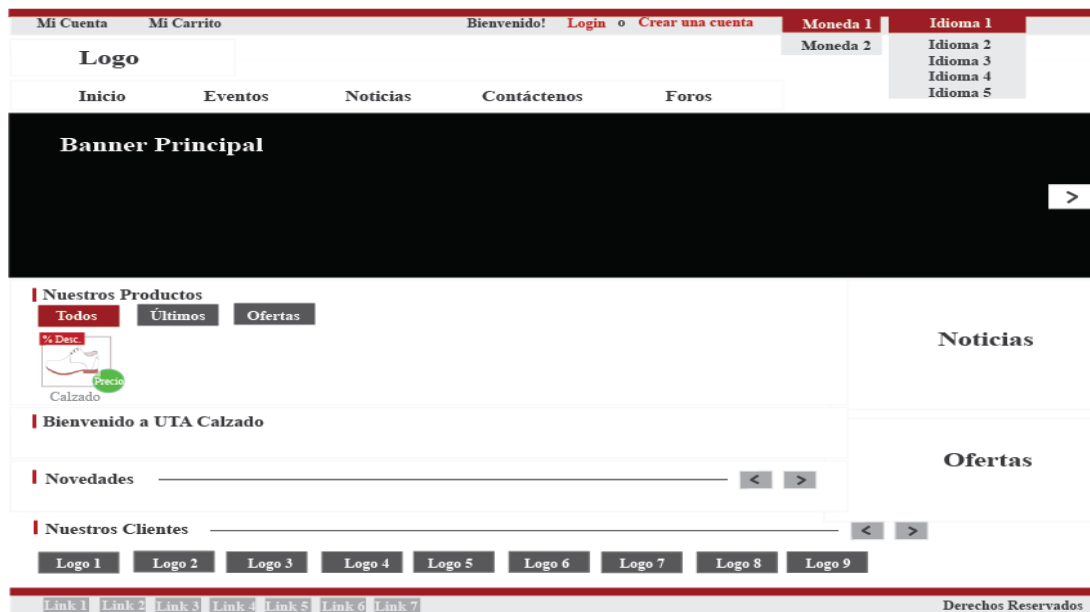 Mi Cuenta Mi Carrito Bienvenido! Login o Crear una cuenta Moneda 1 Idioma 1
Moneda 2 Idioma 2
Idioma 3
Idioma 4
Idioma 5
Logo
Inicio Eventos Noticias Contáctenos Foros
Banner Principal
>
Nuestros Productos
Todos Últimos Ofertas
% Desc.
Precio
Calzado
Noticias
Bienvenido a UTA Calzado
Ofertas
Novedades < >
Nuestros Clientes < >
Logo 1 Logo 2 Logo 3 Logo 4 Logo 5 Logo 6 Logo 7 Logo 8 Logo 9
Link 1 Link 2 Link 3 Link 4 Link 5 Link 6 Link 7 Derechos Reservados